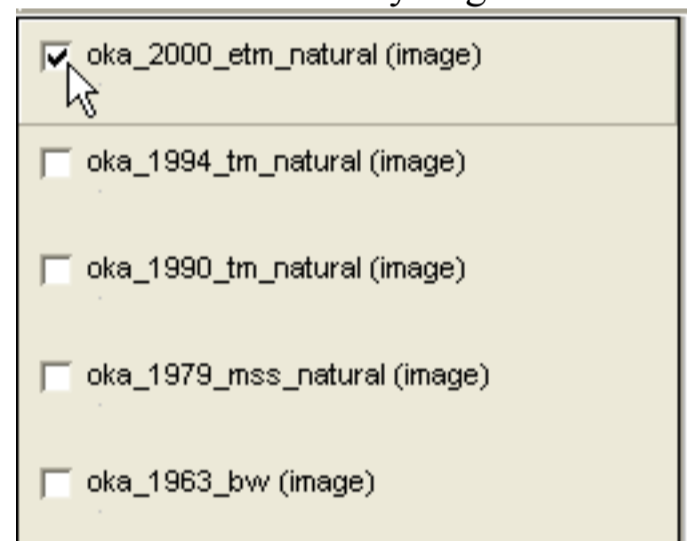 oka_2000_etm_natural (image)
oka_1994_tm_natural (image)
oka_1990_tm_natural (image)
oka_1979_mss_natural (image)
oka_1963_bw (image)